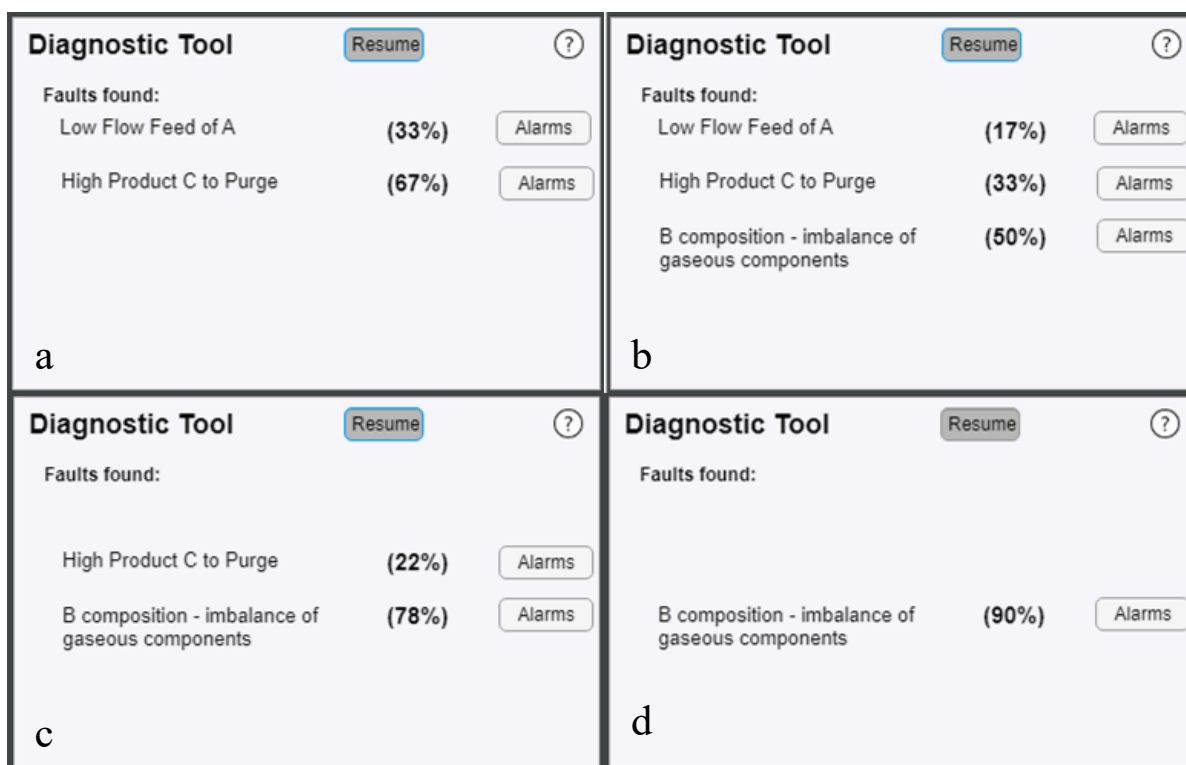 Diagnostic Tool Resume ?
Faults found:
Low Flow Feed of A (33%) Alarms
High Product C to Purge (67%) Alarms
a
Diagnostic Tool Resume ?
Faults found:
Low Flow Feed of A (17%) Alarms
High Product C to Purge (33%) Alarms
B composition - imbalance of (50%) Alarms
gaseous components
b
Diagnostic Tool Resume ?
Faults found:
High Product C to Purge (22%) Alarms
B composition - imbalance of (78%) Alarms
gaseous components
c
Diagnostic Tool Resume ?
Faults found:
B composition - imbalance of (90%) Alarms
gaseous components
d